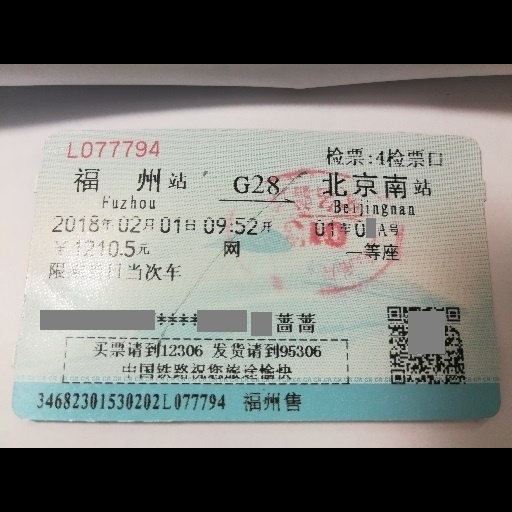 L077794
检票:4检票口
福 州 站 G28 北京南 站
Fuzhou Beijingnan
2018年02月01日09:52开 01车0 A号
￥1210.5元 网 一等座
限 日当次车
**** 蔷蔷
买票请到12306 发货请到95306
中国铁路祝您旅途愉快
34682301530202L077794 福州售